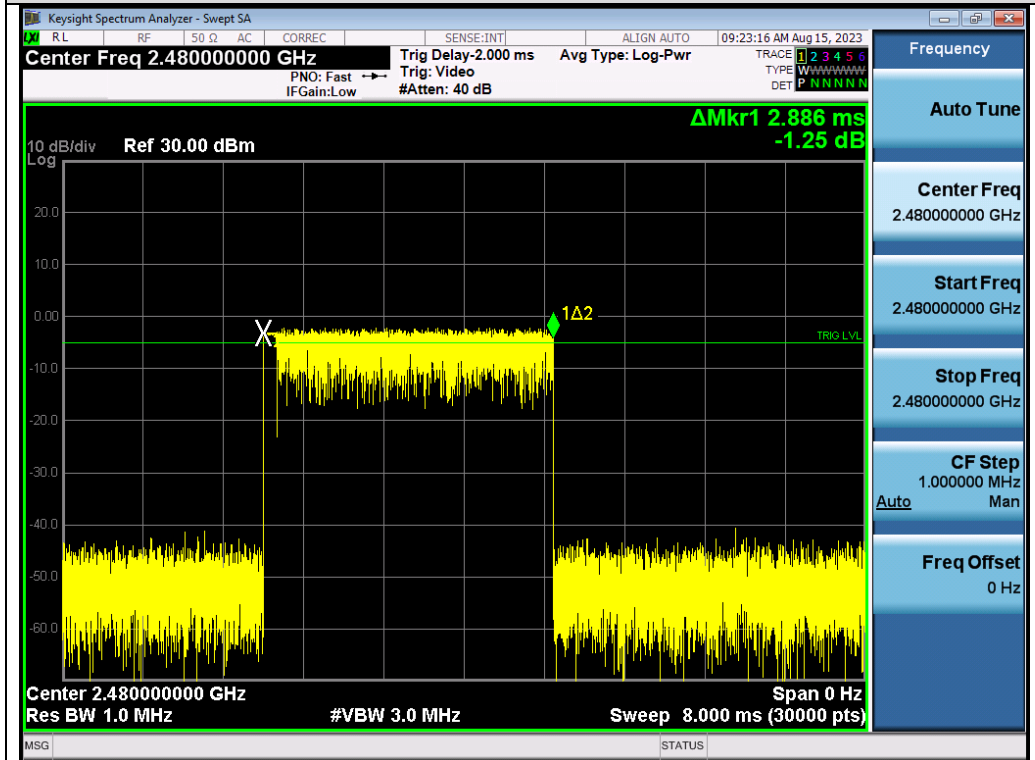 Keysight Spectrum Analyzer - Swept SA
LXI RL RF 50 Ω AC CORREC SENSE:INT ALIGN AUTO 09:23:16 AM Aug 15, 2023
Center Freq 2.480000000 GHz
PNO: Fast
IFGain:Low
Trig Delay-2.000 ms
Trig: Video
#Atten: 40 dB
Avg Type: Log-Pwr
TRACE 1 2 3 4 5 6
TYPE WWWWWW
DET P N N N N N
ΔMkr1 2.886 ms
-1.25 dB
10 dB/div Ref 30.00 dBm
Log
20.0
10.0
0.00
-10.0
-20.0
-30.0
-40.0
-50.0
-60.0
1Δ2
TRIG LVL
Center 2.480000000 GHz Span 0 Hz
Res BW 1.0 MHz #VBW 3.0 MHz Sweep 8.000 ms (30000 pts)
MSG STATUS
Frequency
Auto Tune
Center Freq
2.480000000 GHz
Start Freq
2.480000000 GHz
Stop Freq
2.480000000 GHz
CF Step
1.000000 MHz
Auto Man
Freq Offset
0 Hz